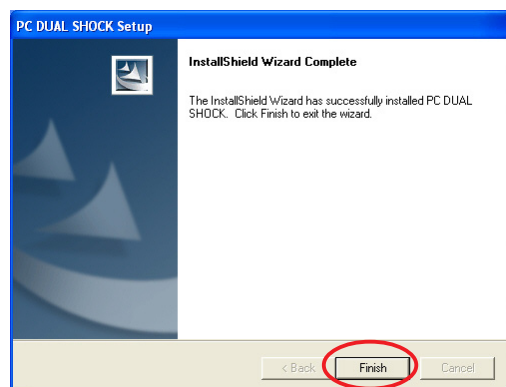 PC DUAL SHOCK Setup
InstallShield Wizard Complete
The InstallShield Wizard has successfully installed PC DUAL
SHOCK. Click Finish to exit the wizard.
< Back Finish Cancel